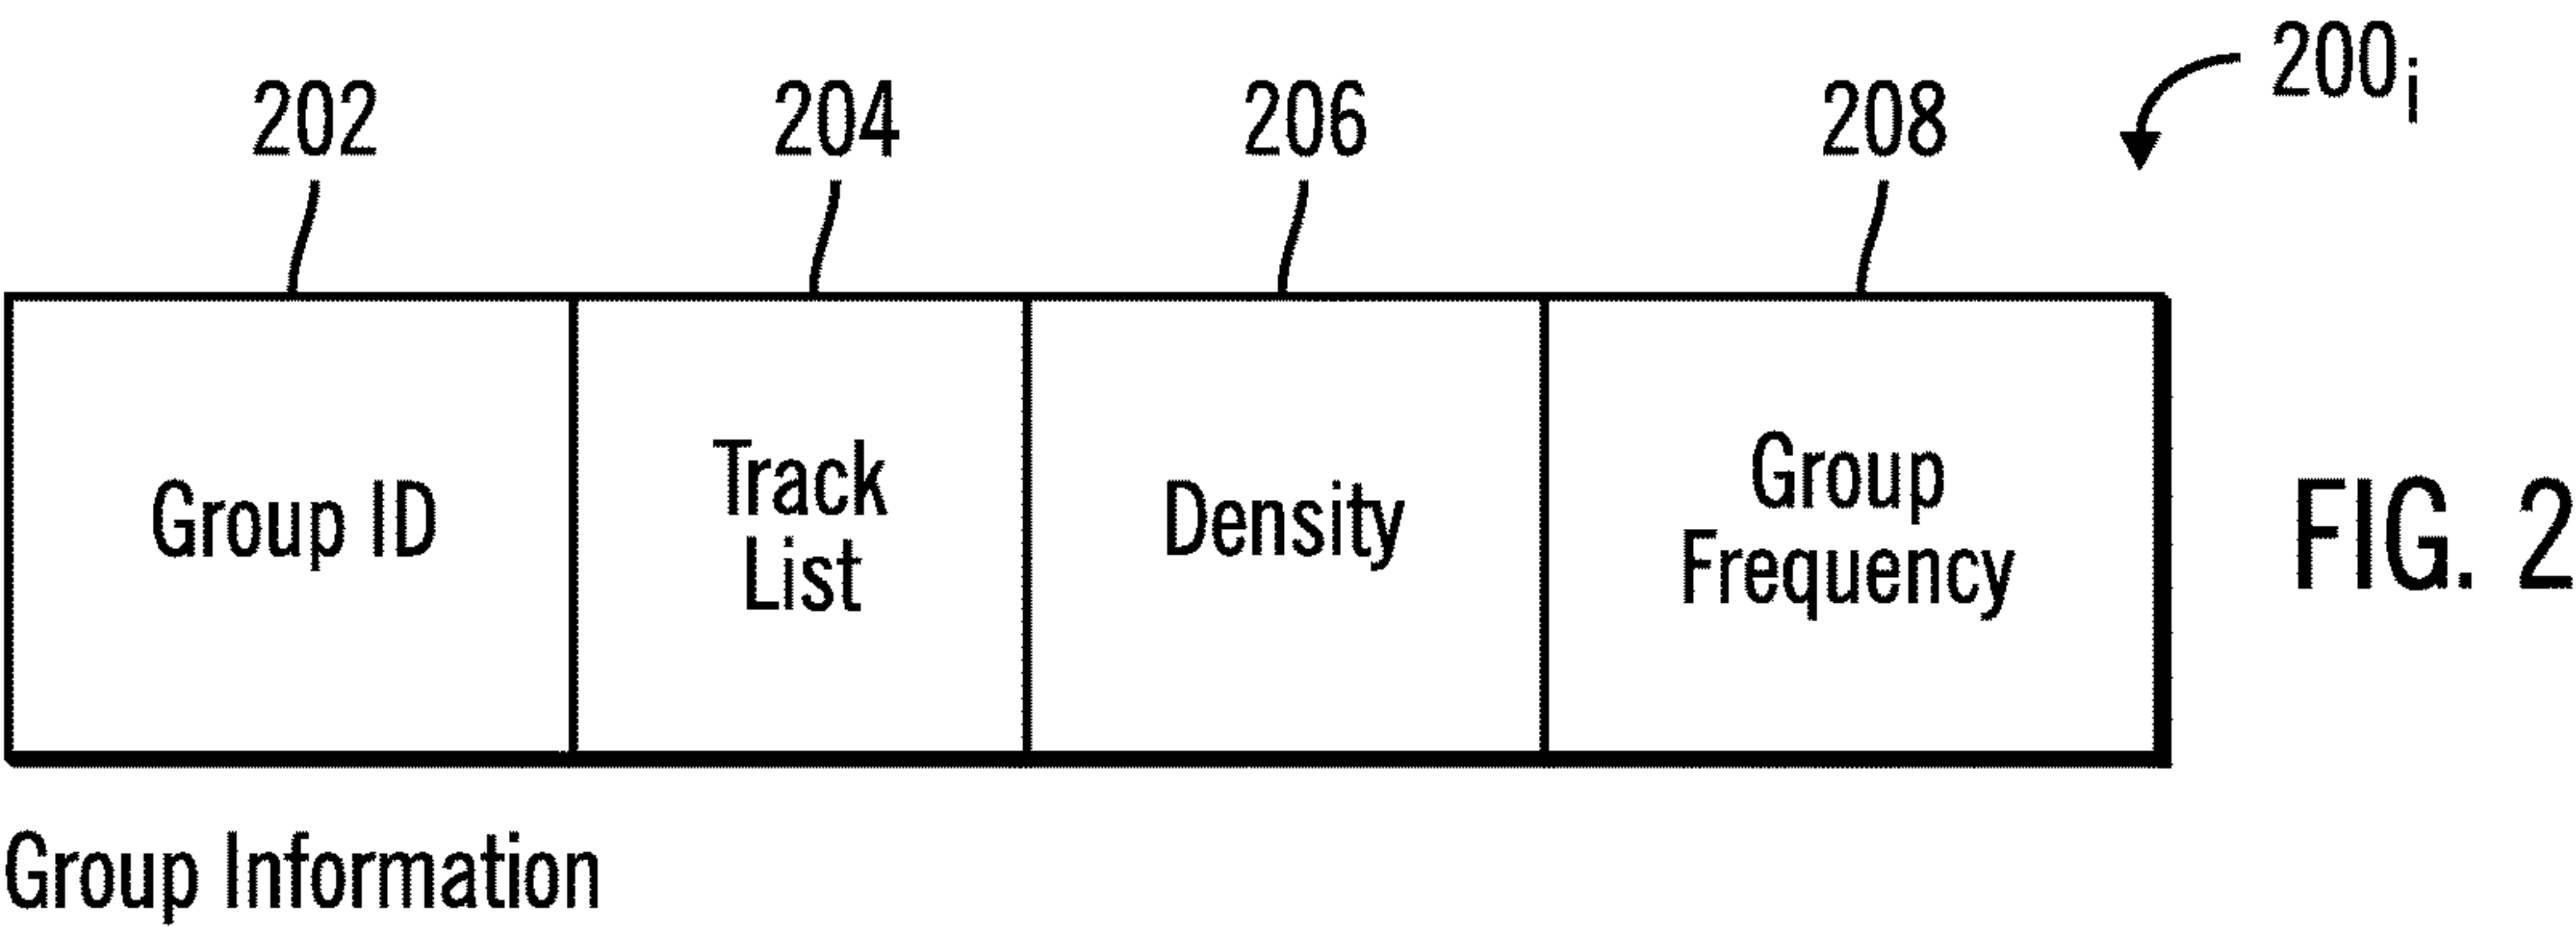 200i
202 204 206 208
Group ID
Track
List
Density
Group
Frequency
FIG. 2
Group Information